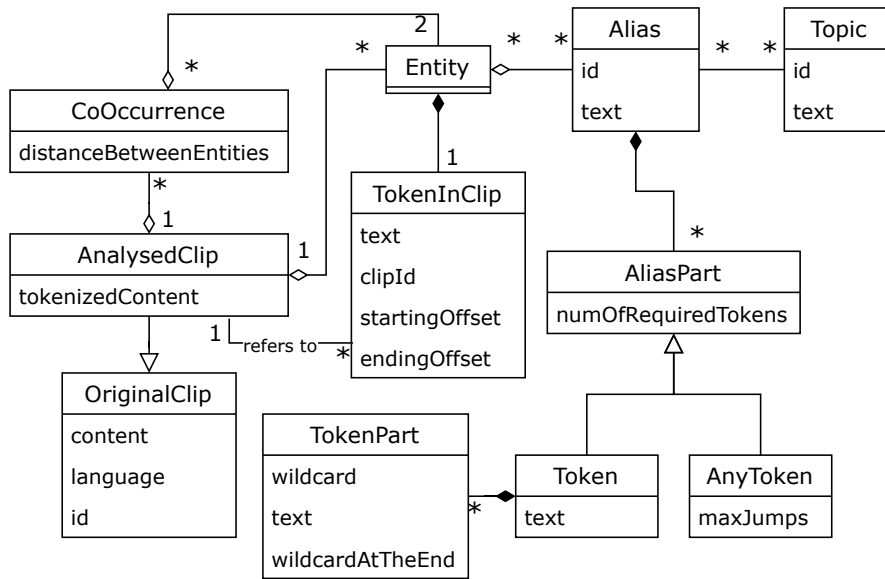 2
Alias
Topic
*
*
*
*
*
*
Entity
id
id
CoOccurrence
text
text
distanceBetweenEntities
*
1
TokenInClip
1
1
text
*
AnalysedClip
clipId
AliasPart
tokenizedContent
startingOffset
numOfRequiredTokens
1
refers to
*
endingOffset
OriginalClip
content
TokenPart
language
wildcard
Token
AnyToken
id
text
*
text
maxJumps
wildcardAtTheEnd